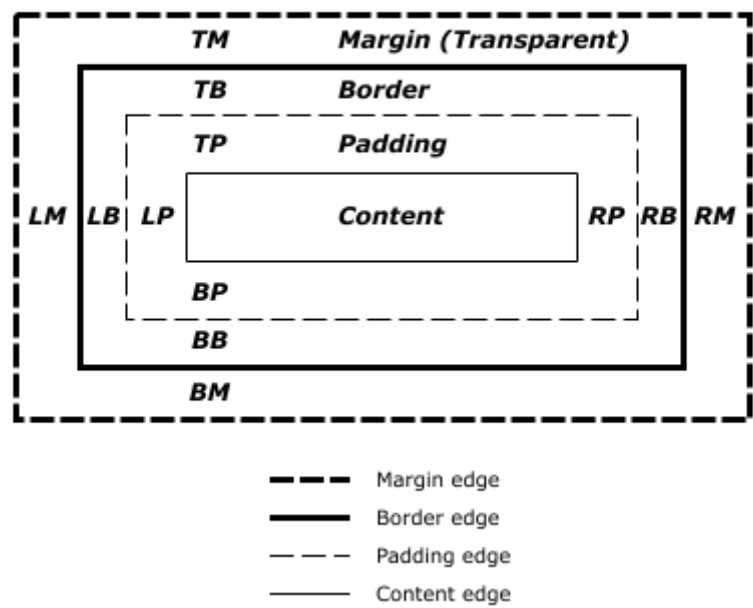 TM Margin (Transparent)
TB Border
TP Padding
LM LB LP Content RP RB RM
BP
BB
BM
Margin edge
Border edge
Padding edge
Content edge